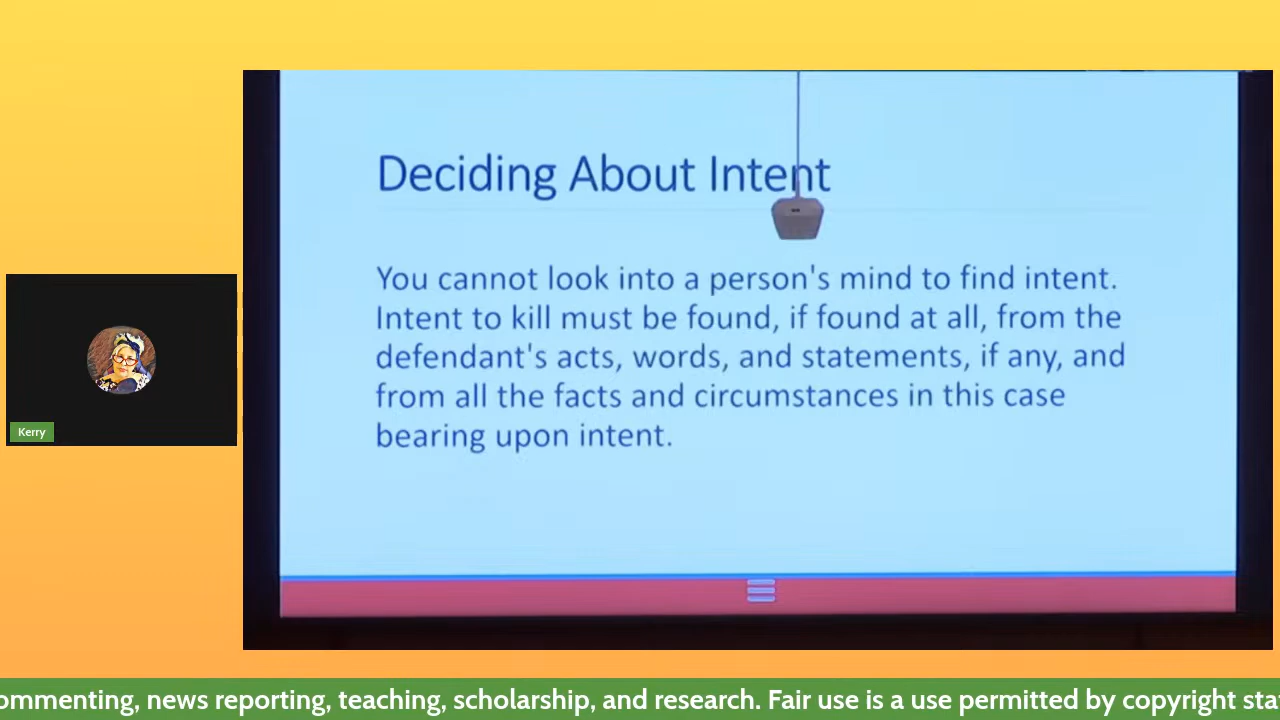 Deciding About Intent
You cannot look into a person's mind to find intent.
Intent to kill must be found, if found at all, from the
defendant's acts, words, and statements, if any, and
from all the facts and circumstances in this case
bearing upon intent.
Kerry
news reporting, teaching, scholarship, and research. Fair use is a use permitted by copyright